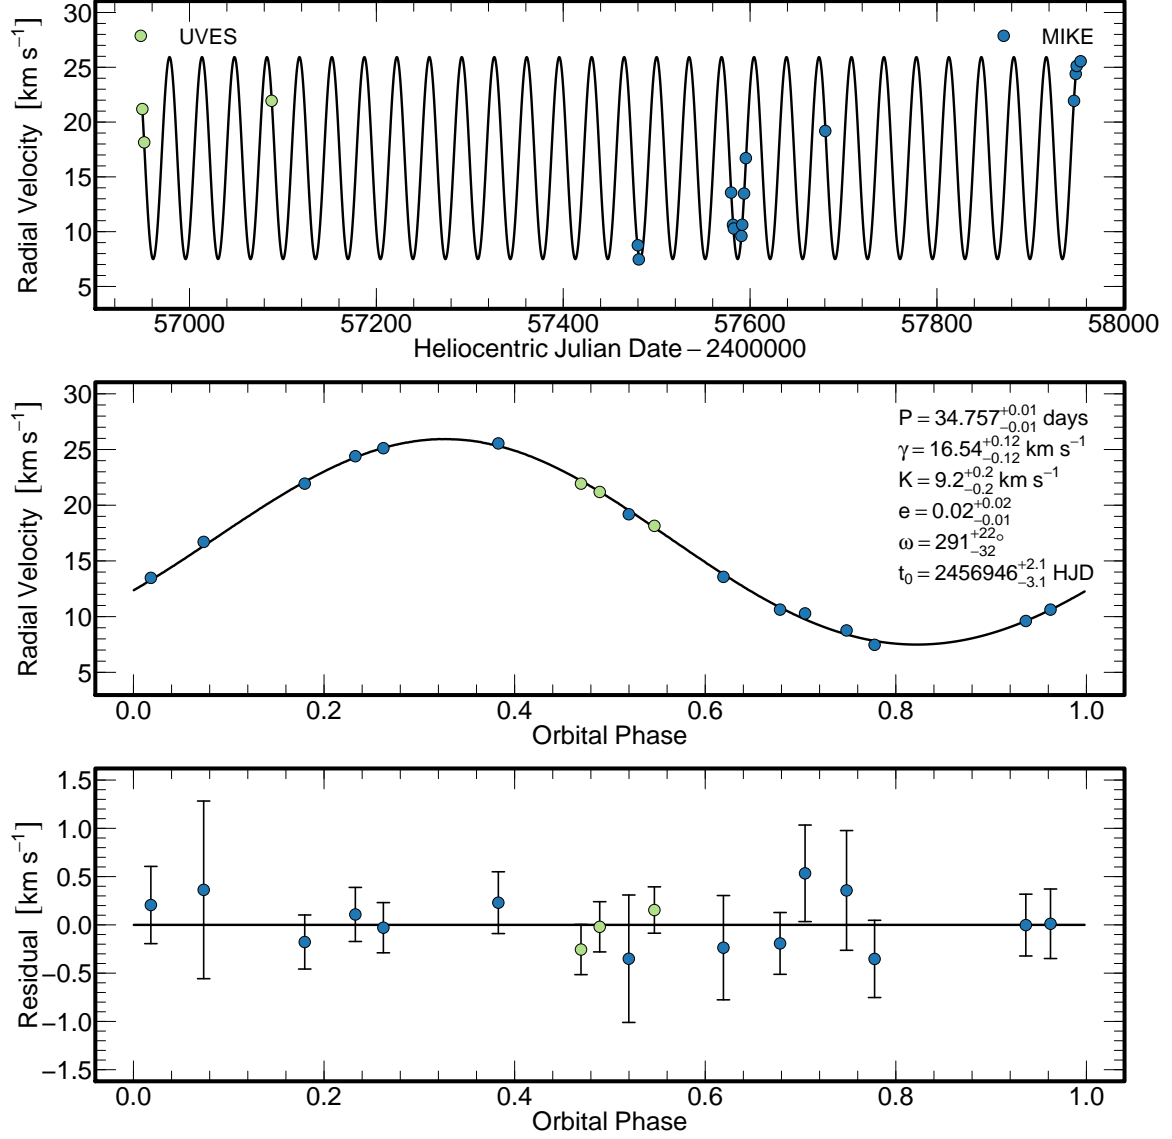 UVES MIKE
Radial Velocity [km s⁻¹]
30
25
20
15
10
5
57000 57200 57400 57600 57800 58000
Heliocentric Julian Date − 2400000
Radial Velocity [km s⁻¹]
30
25
20
15
10
5
P = 34.757 +0.01 −0.01 days
γ = 16.54 +0.12 −0.12 km s⁻¹
K = 9.2 +0.2 −0.2 km s⁻¹
e = 0.02 +0.02 −0.01
ω = 291 +22 −32 °
t₀ = 2456946 +2.1 −3.1 HJD
0.0 0.2 0.4 0.6 0.8 1.0
Orbital Phase
Residual [km s⁻¹]
1.5
1.0
0.5
0.0
−0.5
−1.0
−1.5
0.0 0.2 0.4 0.6 0.8 1.0
Orbital Phase